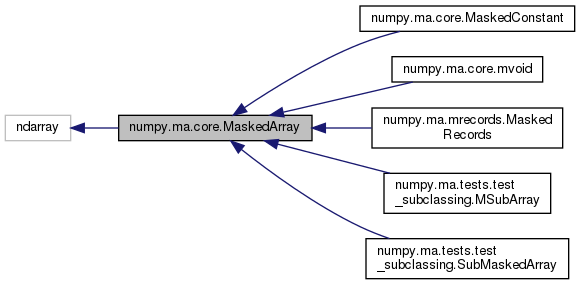 numpy.ma.core.MaskedConstant
numpy.ma.core.mvoid
ndarray
numpy.ma.core.MaskedArray
numpy.ma.mrecords.Masked
Records
numpy.ma.tests.test
_subclassing.MSubArray
numpy.ma.tests.test
_subclassing.SubMaskedArray